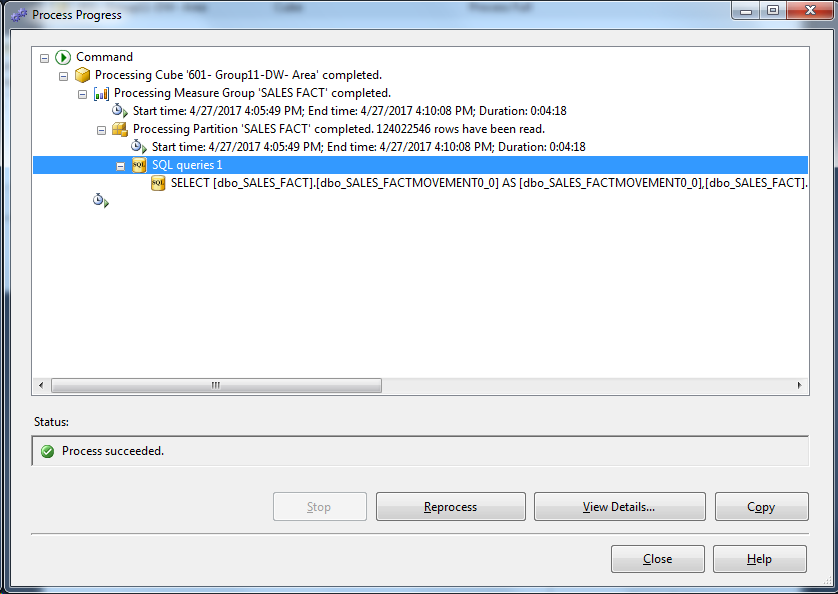 Process Progress
Command
Processing Cube '601- Group11-DW- Area' completed.
Processing Measure Group 'SALES FACT' completed.
Start time: 4/27/2017 4:05:49 PM; End time: 4/27/2017 4:10:08 PM; Duration: 0:04:18
Processing Partition 'SALES FACT' completed. 124022546 rows have been read.
Start time: 4/27/2017 4:05:49 PM; End time: 4/27/2017 4:10:08 PM; Duration: 0:04:18
SQL SQL queries 1
SQL SELECT [dbo_SALES_FACT].[dbo_SALES_FACTMOVEMENT0_0] AS [dbo_SALES_FACTMOVEMENT0_0],[dbo_SALES_FACT].
Status:
Process succeeded.
Stop Reprocess View Details... Copy
Close Help